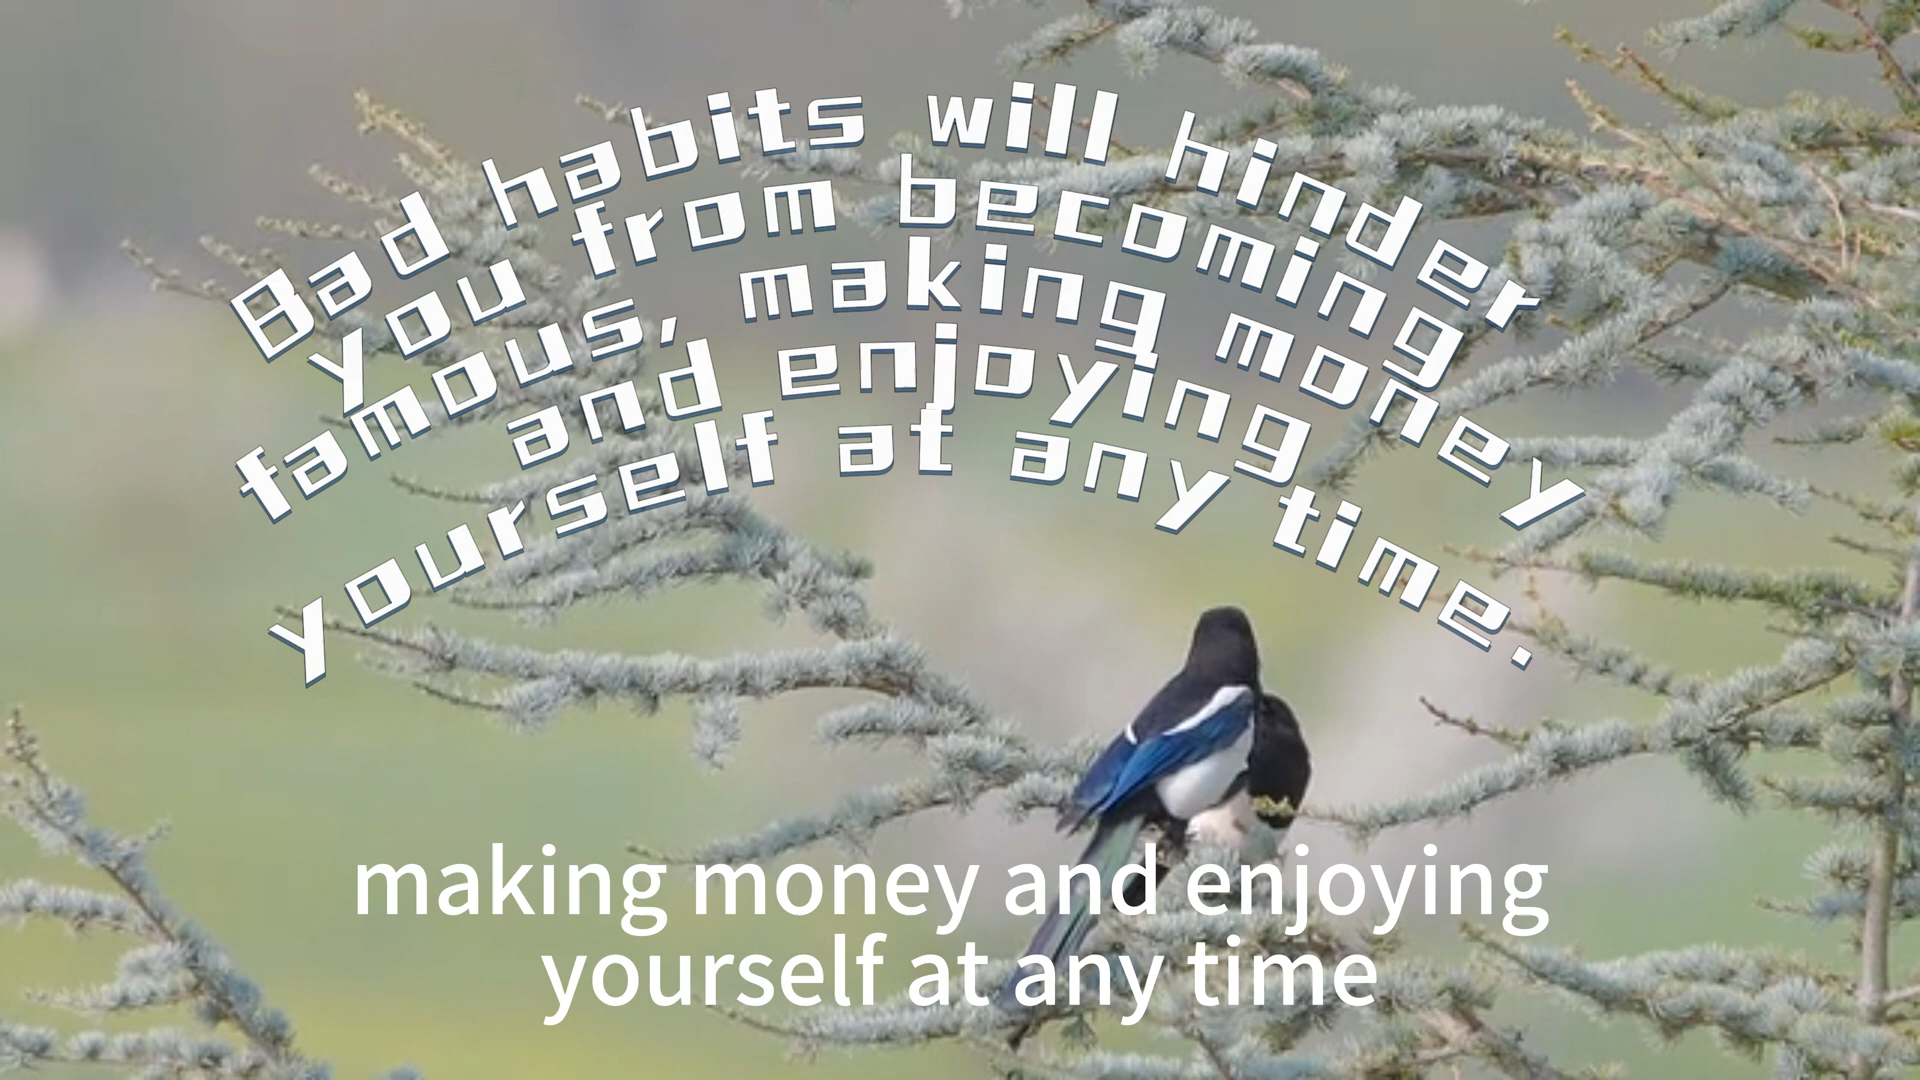 Bad habits will hinder
you from becoming
famous, making money
and enjoying
yourself at any time.
making money and enjoying
yourself at any time